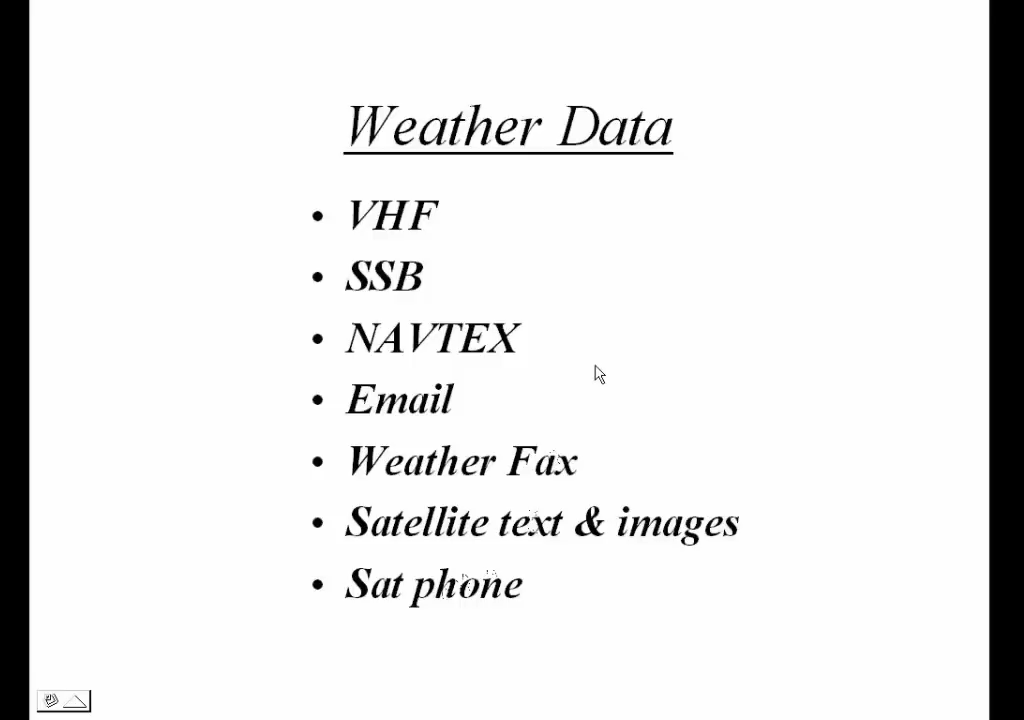 Weather Data
• VHF
• SSB
• NAVTEX
• Email
• Weather Fax
• Satellite text & images
• Sat phone